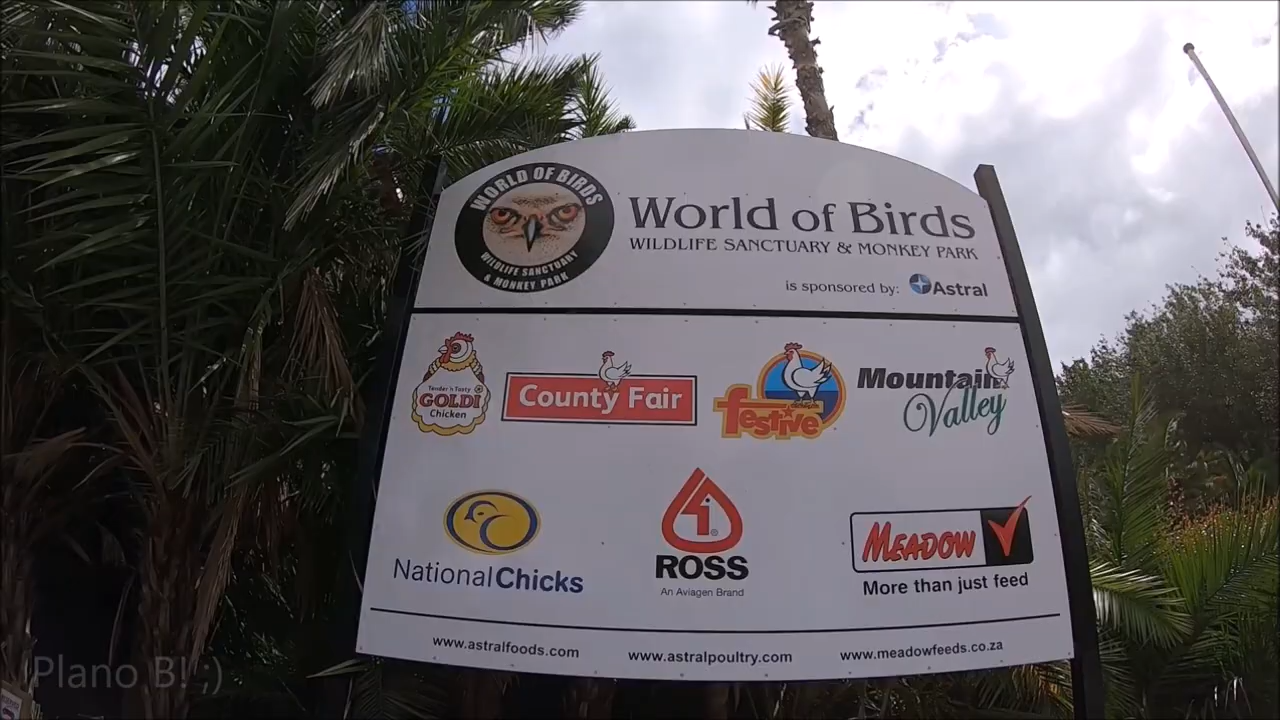 WORLD OF BIRDS
WILDLIFE SANCTUARY
& MONKEY PARK
World of Birds
WILDLIFE SANCTUARY & MONKEY PARK
is sponsored by: Astral
Tender 'n Tasty
GOLDI
Chicken
County Fair
festive
Mountain
Valley
NationalChicks
ROSS
An Aviagen Brand
MEADOW
More than just feed
www.astralfoods.com
www.astralpoultry.com
www.meadowfeeds.co.za
Plano B! ;)